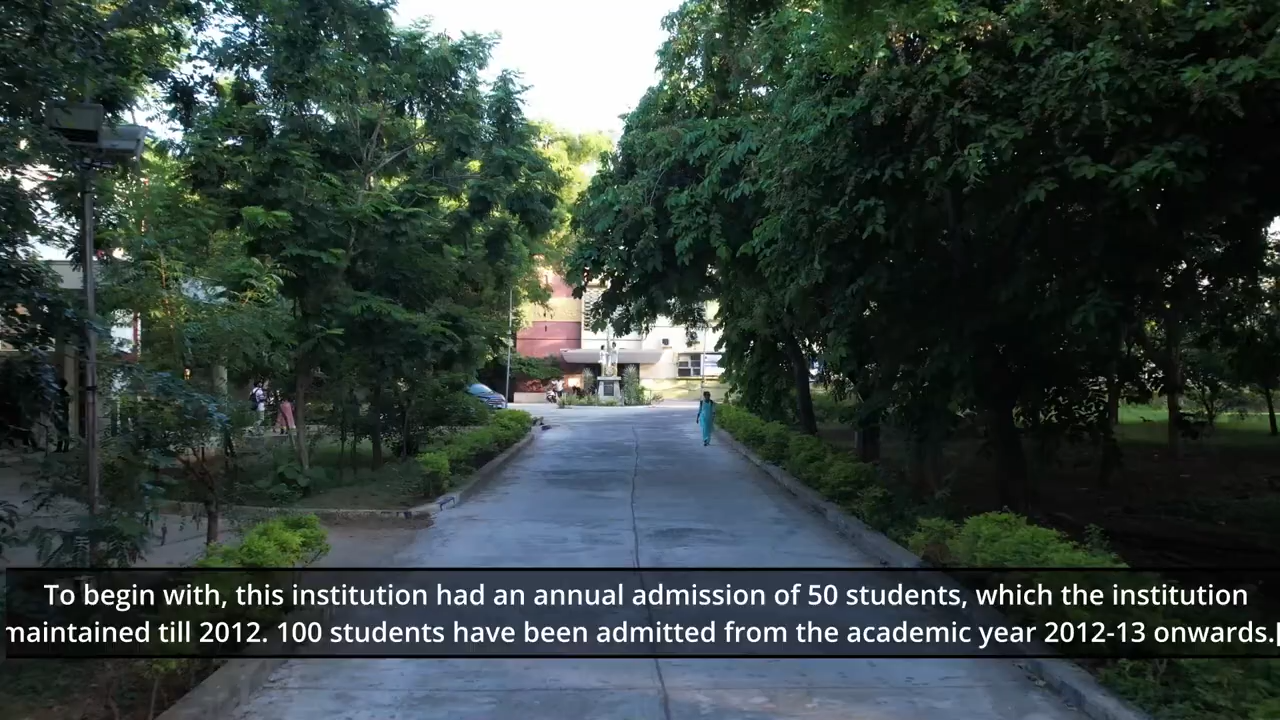 To begin with, this institution had an annual admission of 50 students, which the institution
maintained till 2012. 100 students have been admitted from the academic year 2012-13 onwards.